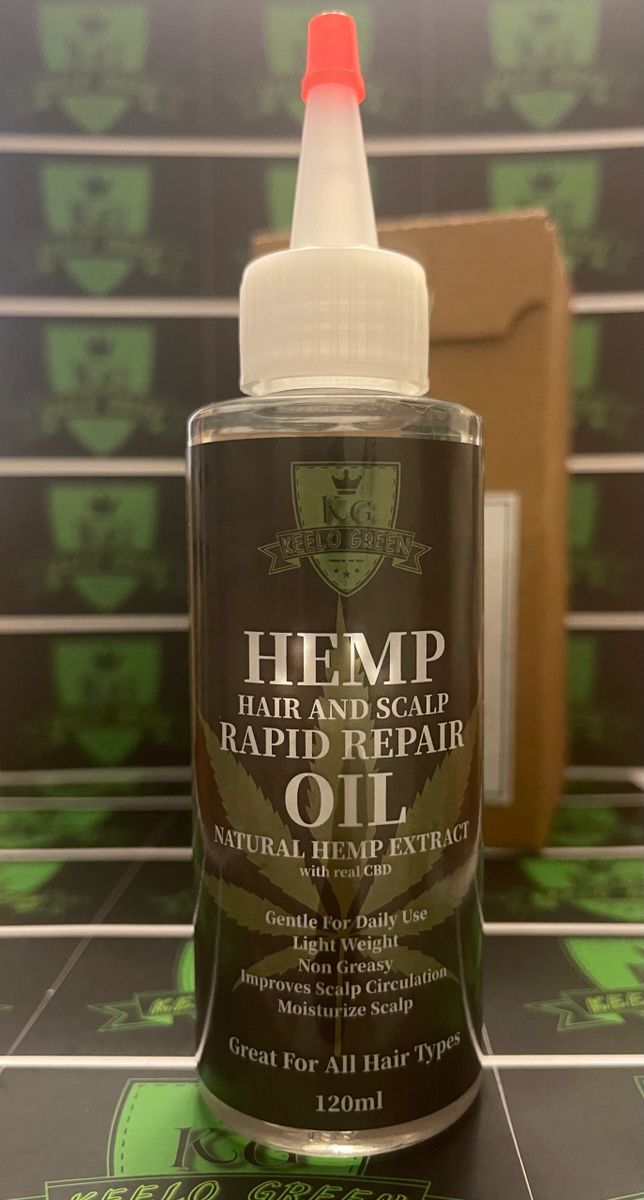 KG
KEELO GREEN
HEMP
HAIR AND SCALP
RAPID REPAIR
OIL
NATURAL HEMP EXTRACT
with real CBD
Gentle For Daily Use
Light Weight
Non Greasy
Improves Scalp Circulation
Moisturize Scalp
Great For All Hair Types
120ml
KG
KEELO GREEN